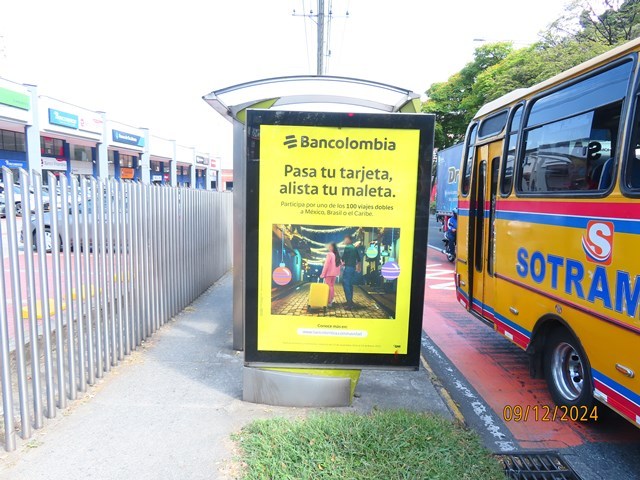 Bancolombia
Pasa tu tarjeta,
alista tu maleta.
Participa por uno de los 100 viajes dobles
a México, Brasil o el Caribe.
Conoce más en:
SOTRAM
S
09/12/2024